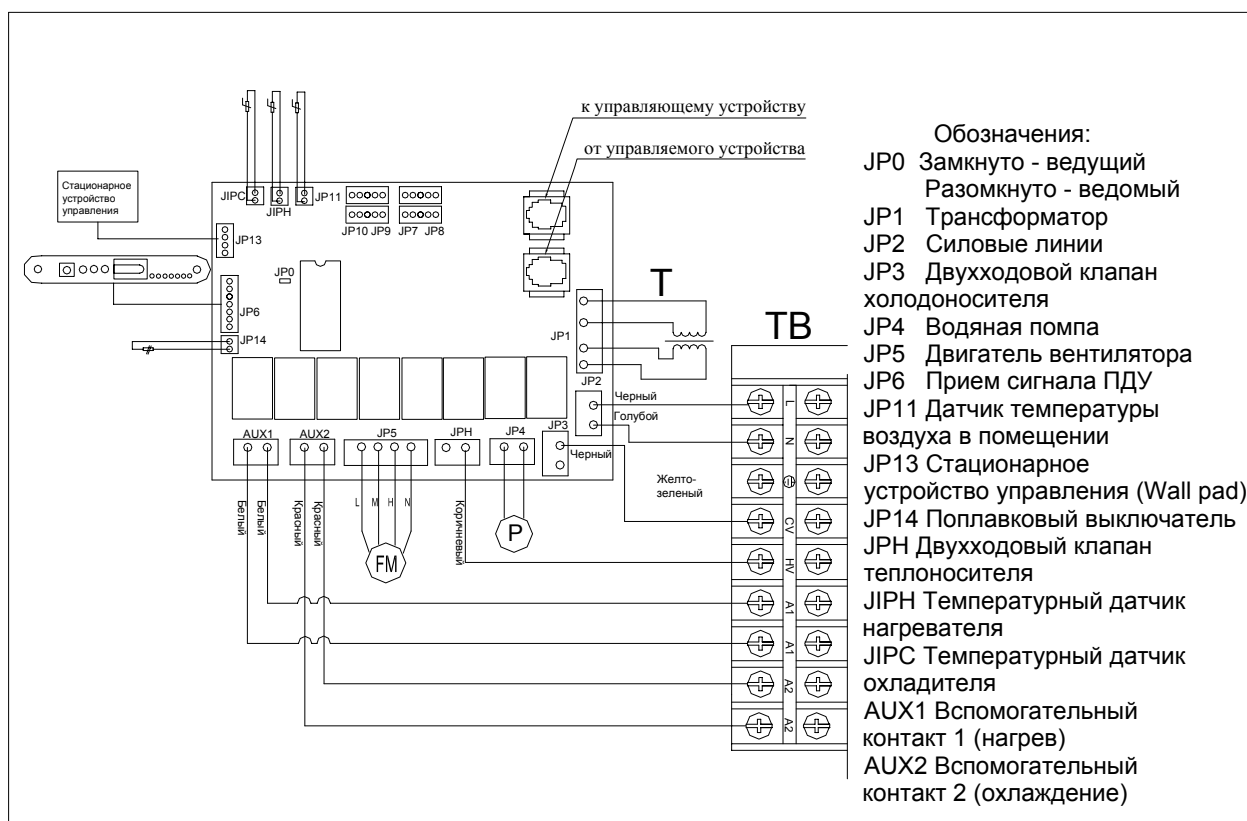 к управляющему устройству
от управляемого устройства
Стационарное
устройство
управления
JIPC
JIPH
JP11
JP10
JP9
JP7
JP8
JP13
JP0
JP6
JP14
JP1
T
JP2
TB
Черный
Голубой
JP3
Черный
Желто-
зеленый
AUX1
AUX2
JP5
JPH
JP4
Белый
Белый
Красный
Красный
L
M
H
N
FM
Коричневый
P
L
N
CV
HV
A1
A1
A2
A2
Обозначения:
JP0 Замкнуто - ведущий
Разомкнуто - ведомый
JP1 Трансформатор
JP2 Силовые линии
JP3 Двухходовой клапан
холодоносителя
JP4 Водяная помпа
JP5 Двигатель вентилятора
JP6 Прием сигнала ПДУ
JP11 Датчик температуры
воздуха в помещении
JP13 Стационарное
устройство управления (Wall pad)
JP14 Поплавковый выключатель
JPH Двухходовый клапан
теплоносителя
JIPH Температурный датчик
нагревателя
JIPC Температурный датчик
охладителя
AUX1 Вспомогательный
контакт 1 (нагрев)
AUX2 Вспомогательный
контакт 2 (охлаждение)